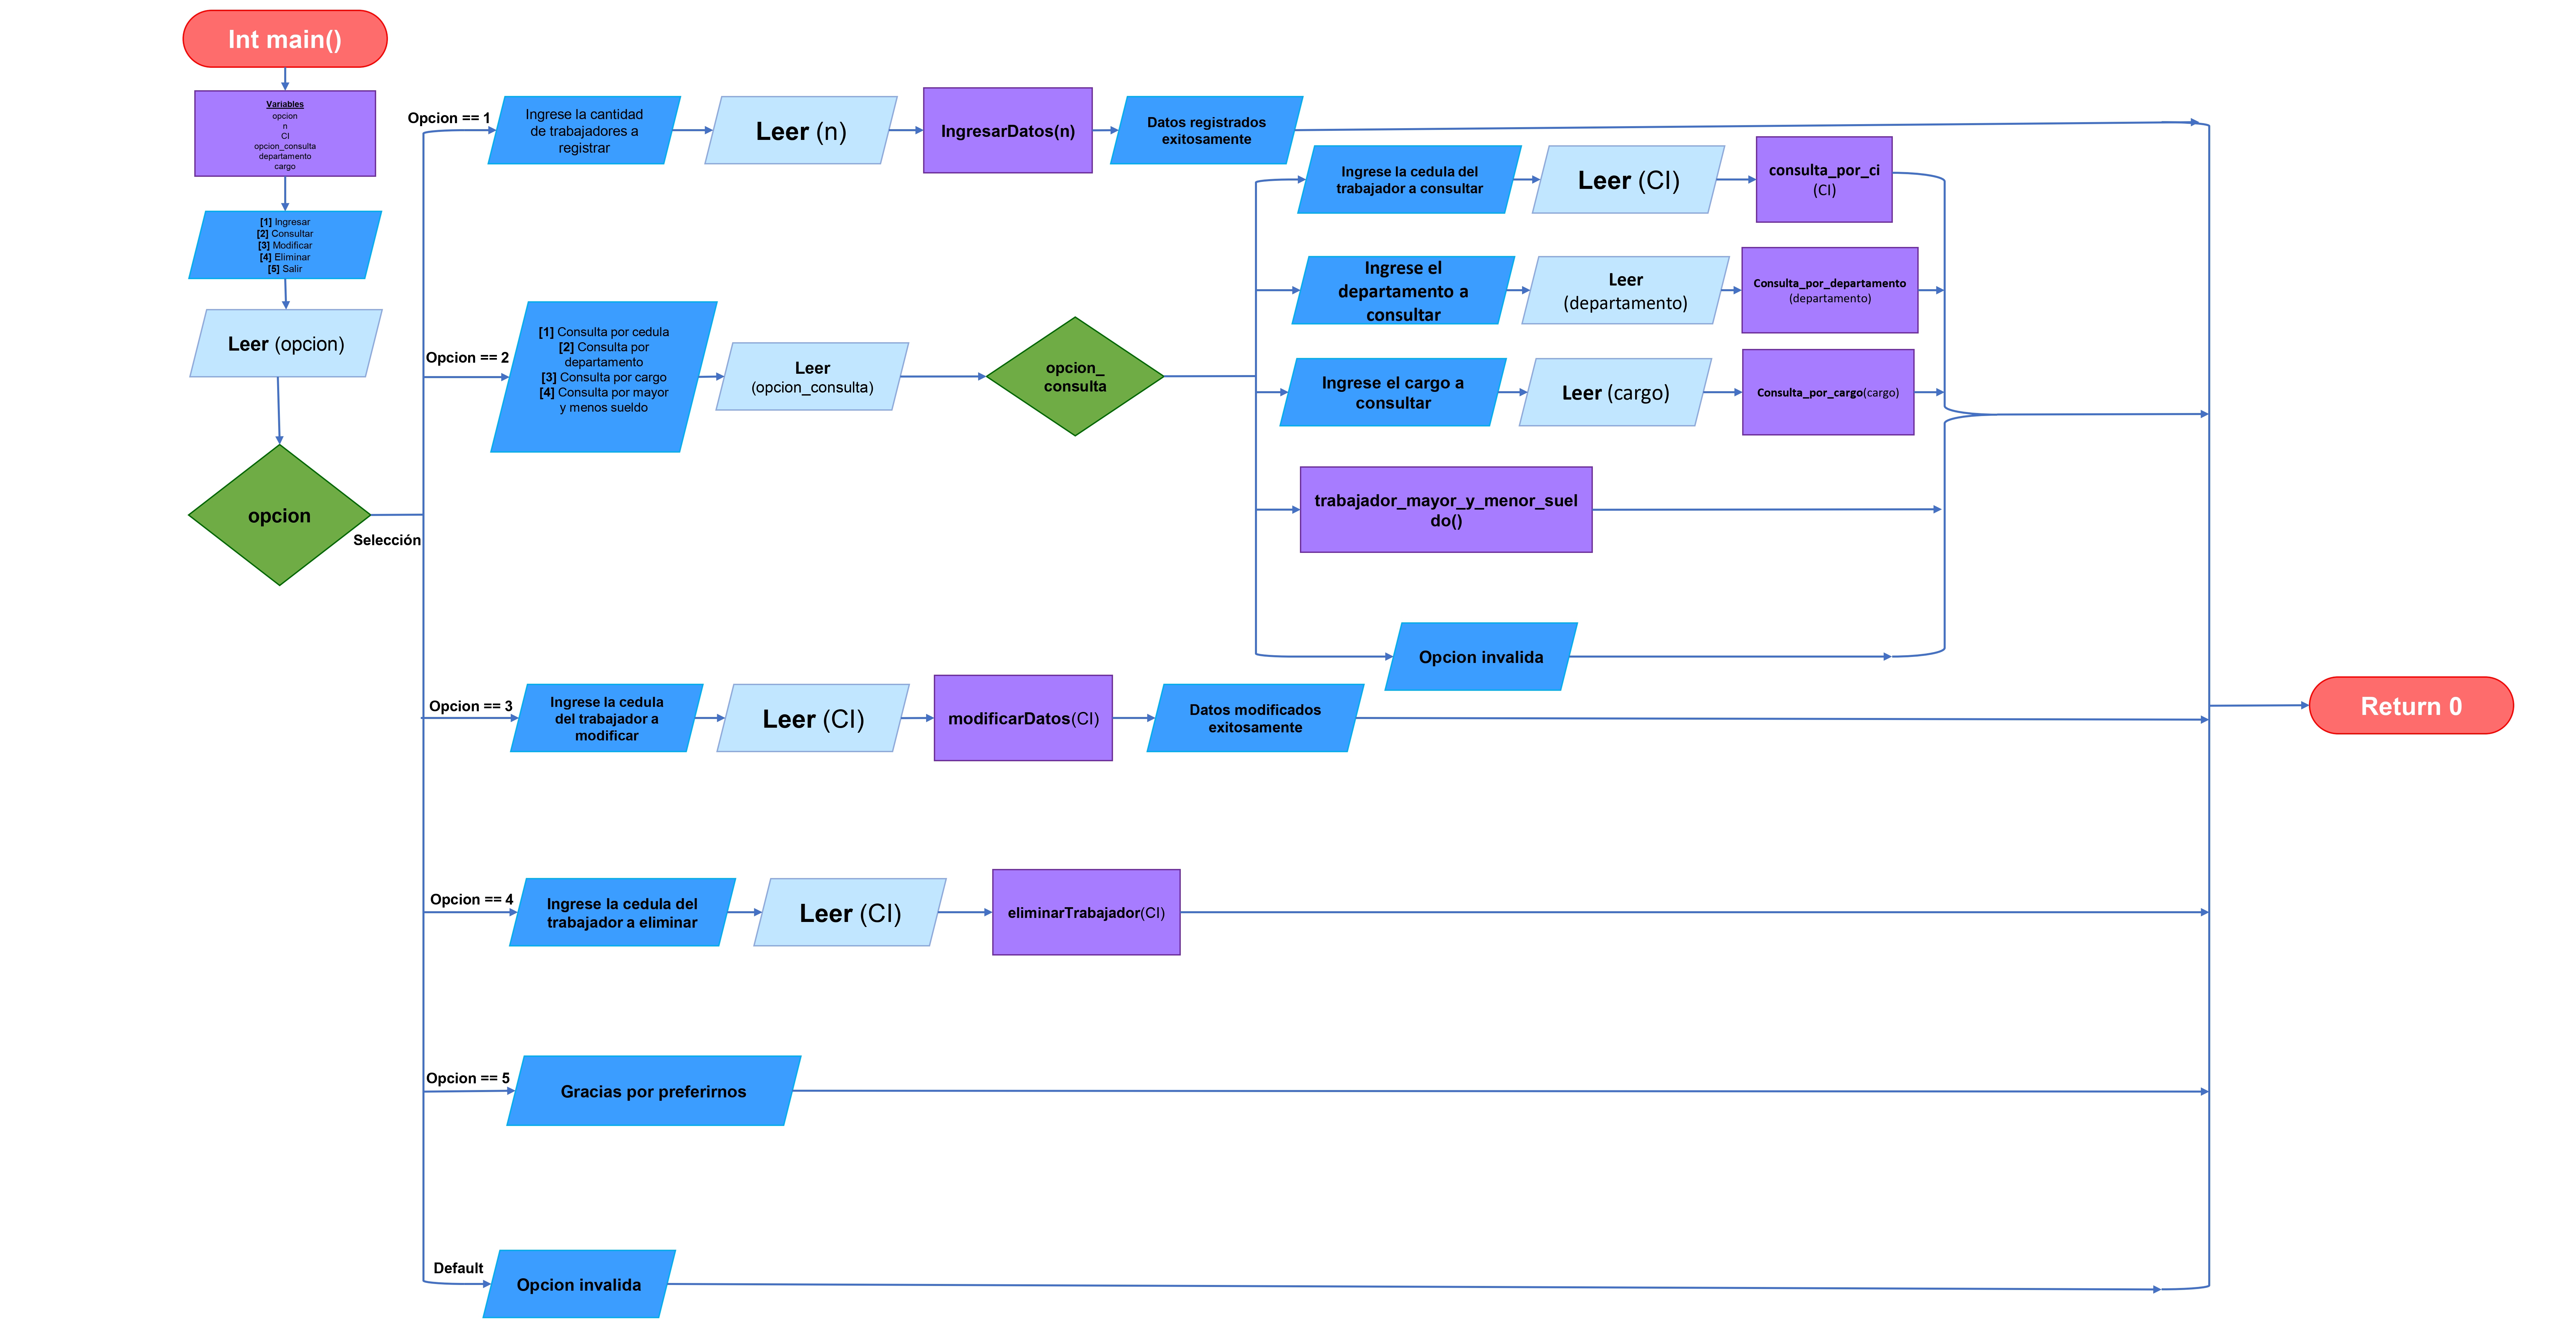 Int main()
Variables
opcion
n
CI
opcion_consulta
departamento
cargo
[1] Ingresar
[2] Consultar
[3] Modificar
[4] Eliminar
[5] Salir
Leer (opcion)
opcion
Selección
Opcion == 1
Ingrese la cantidad
de trabajadores a
registrar
Leer (n)
IngresarDatos(n)
Datos registrados
exitosamente
Opcion == 2
[1] Consulta por cedula
[2] Consulta por
departamento
[3] Consulta por cargo
[4] Consulta por mayor
y menos sueldo
Leer
(opcion_consulta)
opcion_
consulta
Ingrese la cedula del
trabajador a consultar
Leer (CI)
consulta_por_ci
(CI)
Ingrese el
departamento a
consultar
Leer
(departamento)
Consulta_por_departamento
(departamento)
Ingrese el cargo a
consultar
Leer (cargo)
Consulta_por_cargo(cargo)
trabajador_mayor_y_menor_suel
do()
Opcion invalida
Opcion == 3
Ingrese la cedula
del trabajador a
modificar
Leer (CI)
modificarDatos(CI)
Datos modificados
exitosamente
Opcion == 4
Ingrese la cedula del
trabajador a eliminar
Leer (CI)
eliminarTrabajador(CI)
Opcion == 5
Gracias por preferirnos
Default
Opcion invalida
Return 0